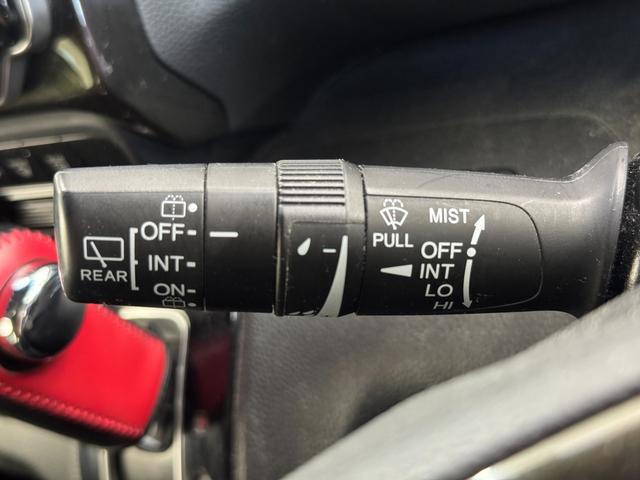 OFF
INT
ON
REAR
PULL
MIST
OFF
INT
LO
HI